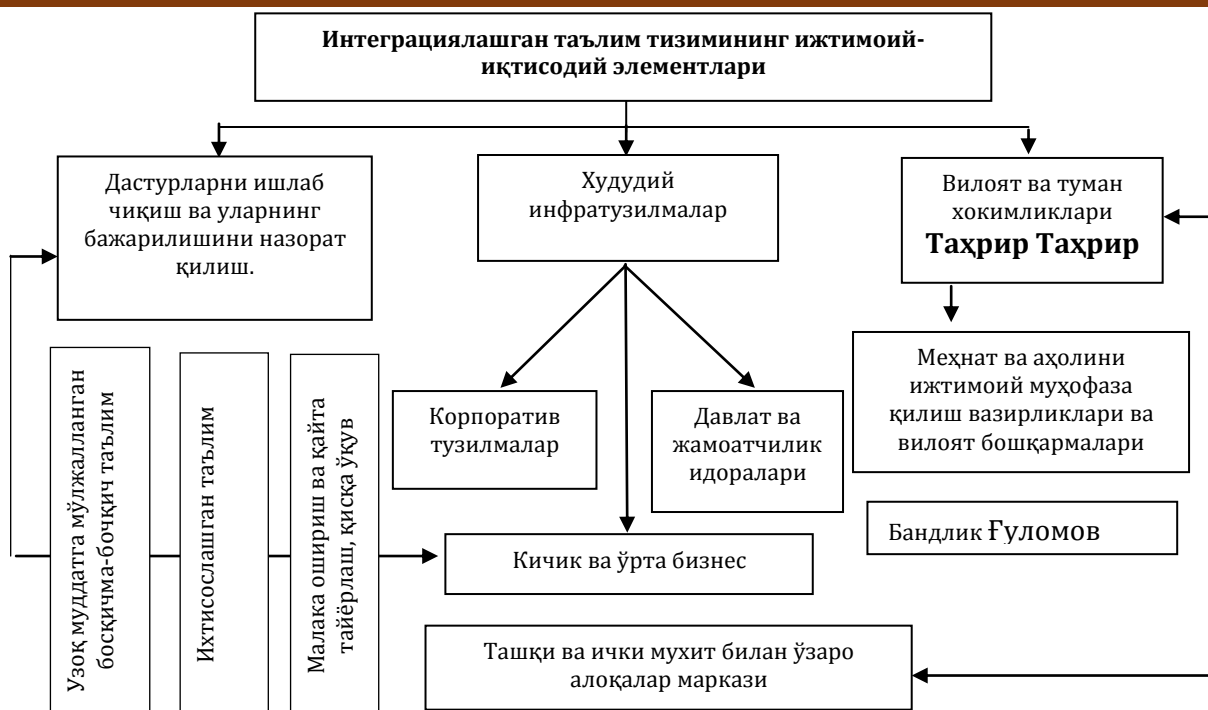 Интеграциялашган таълим тизимининг ижтимоий-
иқтисодий элементлари
Дастурларни ишлаб
чиқиш ва уларнинг
бажарилишини назорат
қилиш.
Худудий
инфратузилмалар
Вилоят ва туман
хокимликлари
Таҳрир Таҳрир
Узоқ муддатта мўлжалланган
босқичма-бочқич таълим
Ихтисослашган таълим
Малака ошириш ва қайта
тайёрлаш, қисқа ўқув
Корпоратив
тузилмалар
Давлат ва
жамоатчилик
идоралари
Меҳнат ва аҳолини
ижтимоий муҳофаза
қилиш вазирликлари ва
вилоят бошқармалари
Бандлик Ғуломов
Кичик ва ўрта бизнес
Ташқи ва ички мухит билан ўзаро
алоқалар маркази